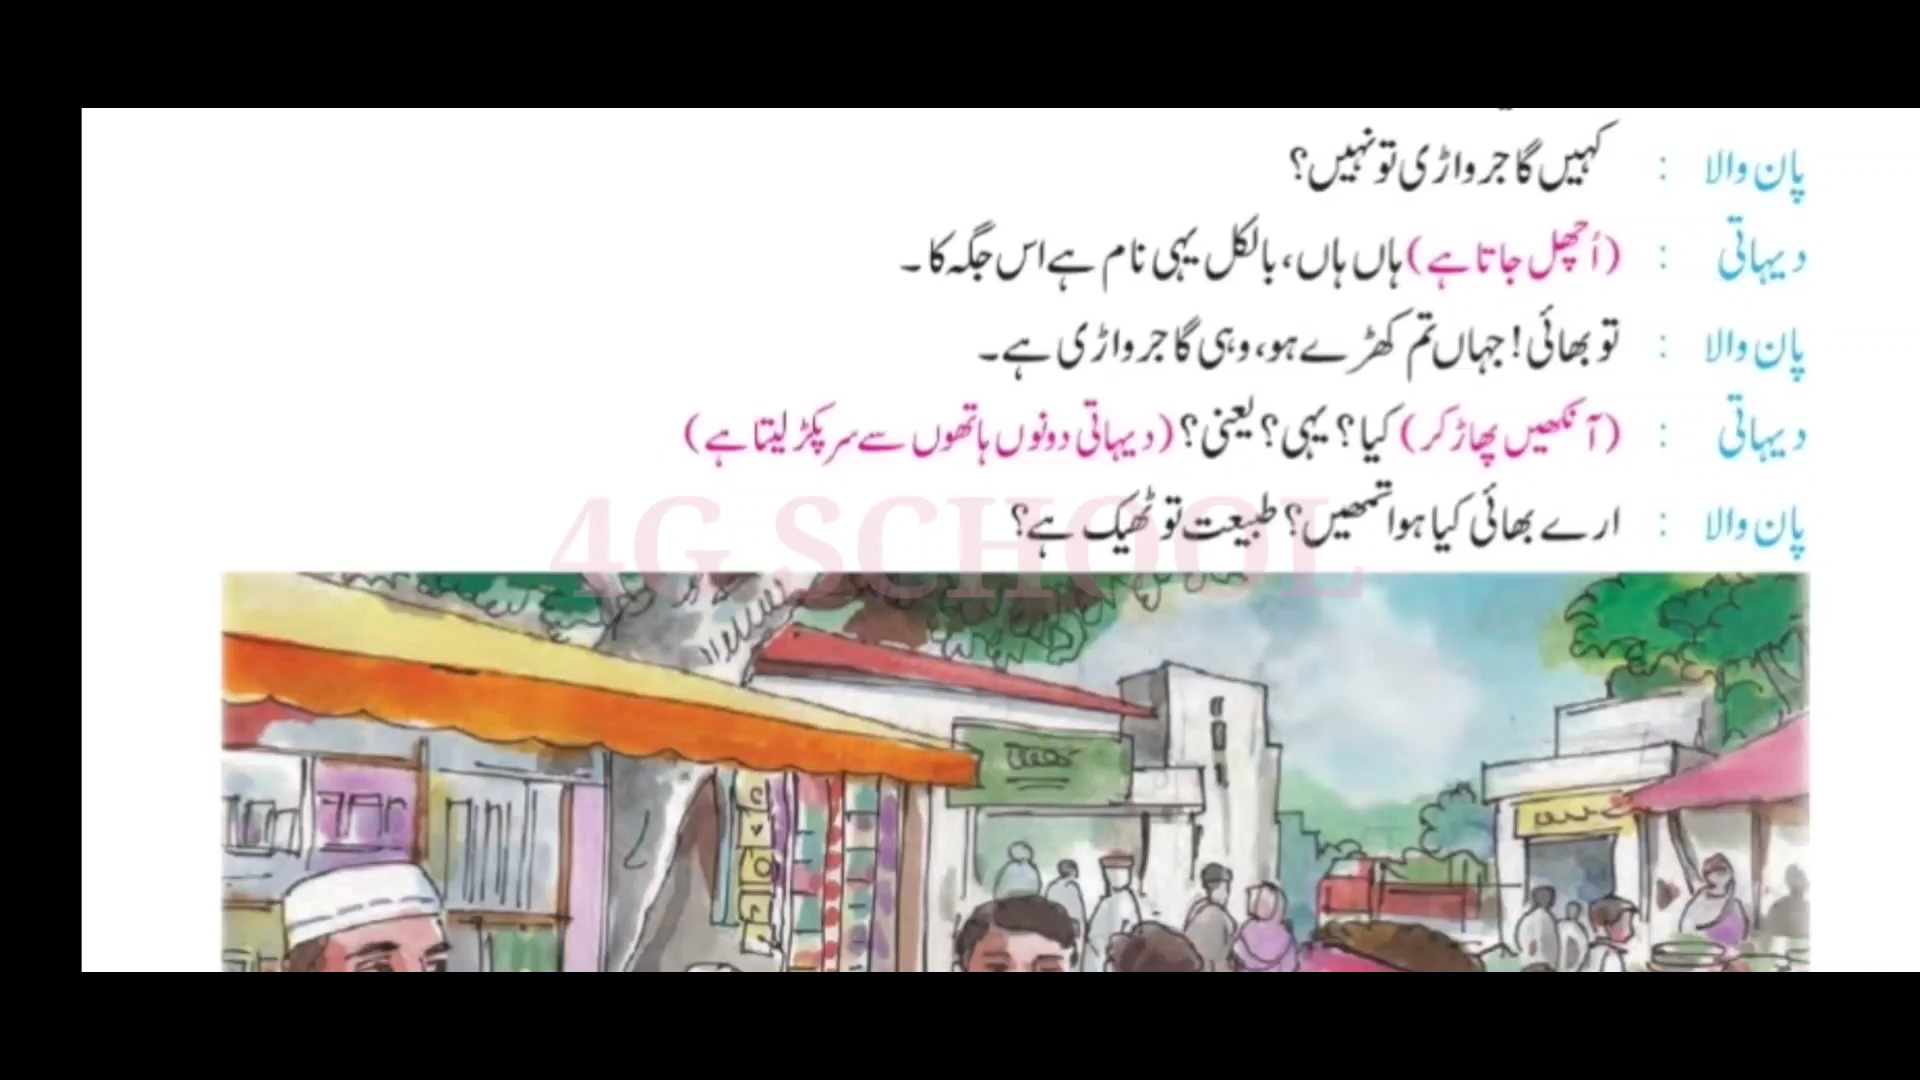 پان والا : کہیں گاجرواڑی تو نہیں؟
دیہاتی : (اُچھل جاتا ہے) ہاں ہاں، بالکل یہی نام ہے اس جگہ کا۔
پان والا : تو بھائی! جہاں تم کھڑے ہو، وہی گاجرواڑی ہے۔
دیہاتی : (آنکھیں پھاڑ کر) کیا؟ یہی؟ یعنی؟ (دیہاتی دونوں ہاتھوں سے سر پکڑ لیتا ہے)
پان والا : ارے بھائی کیا ہوا تمھیں؟ طبیعت تو ٹھیک ہے؟
4G SCHOOL